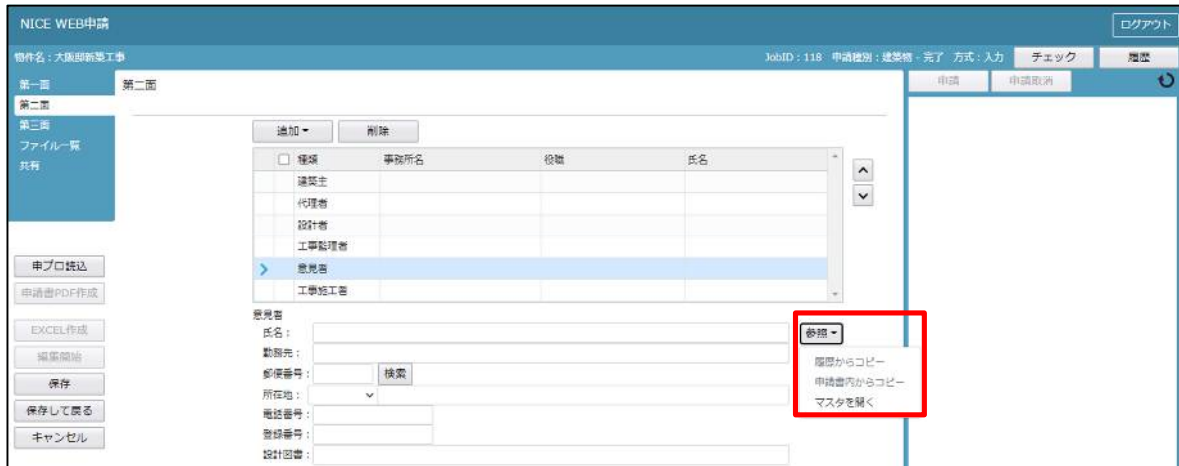 NICE WEB申請
ログアウト
物件名：大阪邸新築工事
JobID：118 申請種別：建築物 - 完了 方式：入力
チェック
履歴
第一面
第二面
第三面
ファイル一覧
共有
第二面
申請
申請取消
追加
削除
種類 事務所名 役職 氏名
建築主
代理者
設計者
工事監理者
意見者
工事施工者
申プロ読込
申請書PDF作成
EXCEL作成
編集開始
保存
保存して戻る
キャンセル
意見者
氏名：
勤務先：
郵便番号：
検索
所在地：
電話番号：
登録番号：
設計図書：
参照
履歴からコピー
申請書内からコピー
マスタを開く